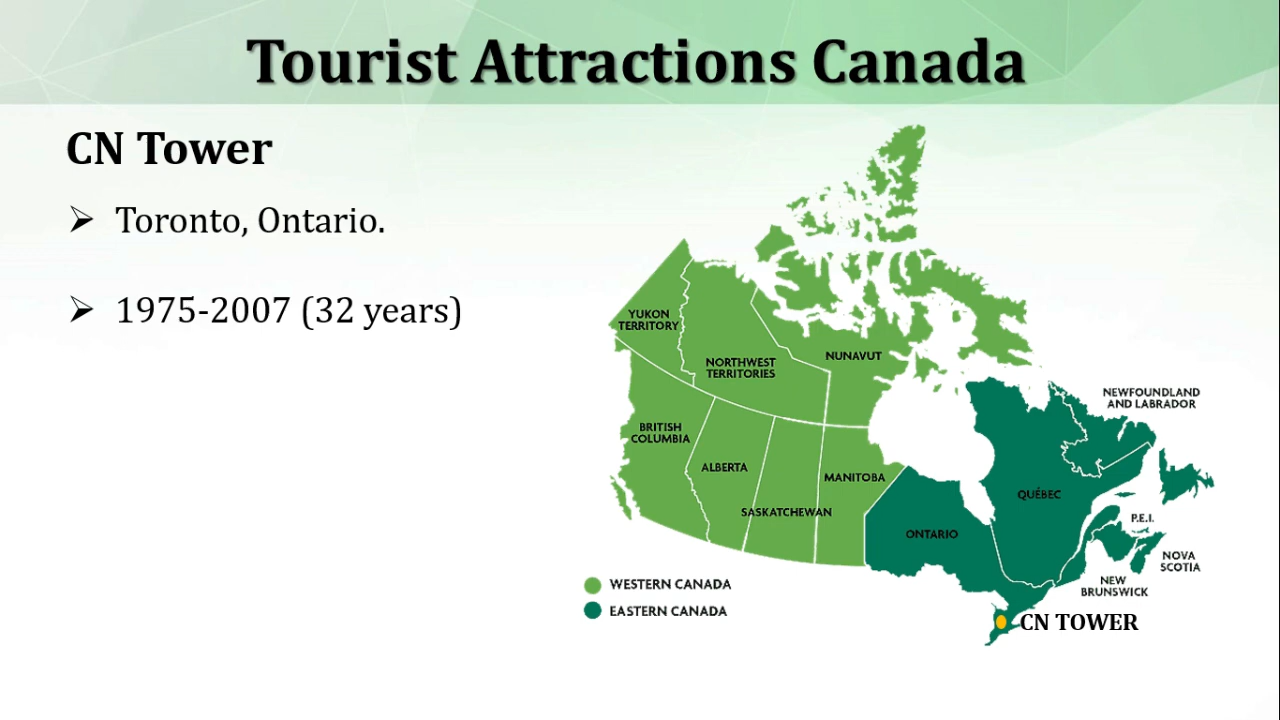 Tourist Attractions Canada
CN Tower
➢ Toronto, Ontario.
➢ 1975-2007 (32 years)
YUKON
TERRITORY
NORTHWEST
TERRITORIES
NUNAVUT
BRITISH
COLUMBIA
ALBERTA
SASKATCHEWAN
MANITOBA
ONTARIO
QUÉBEC
NEWFOUNDLAND
AND LABRADOR
P.E.I.
NOVA
SCOTIA
NEW
BRUNSWICK
WESTERN CANADA
EASTERN CANADA
CN TOWER